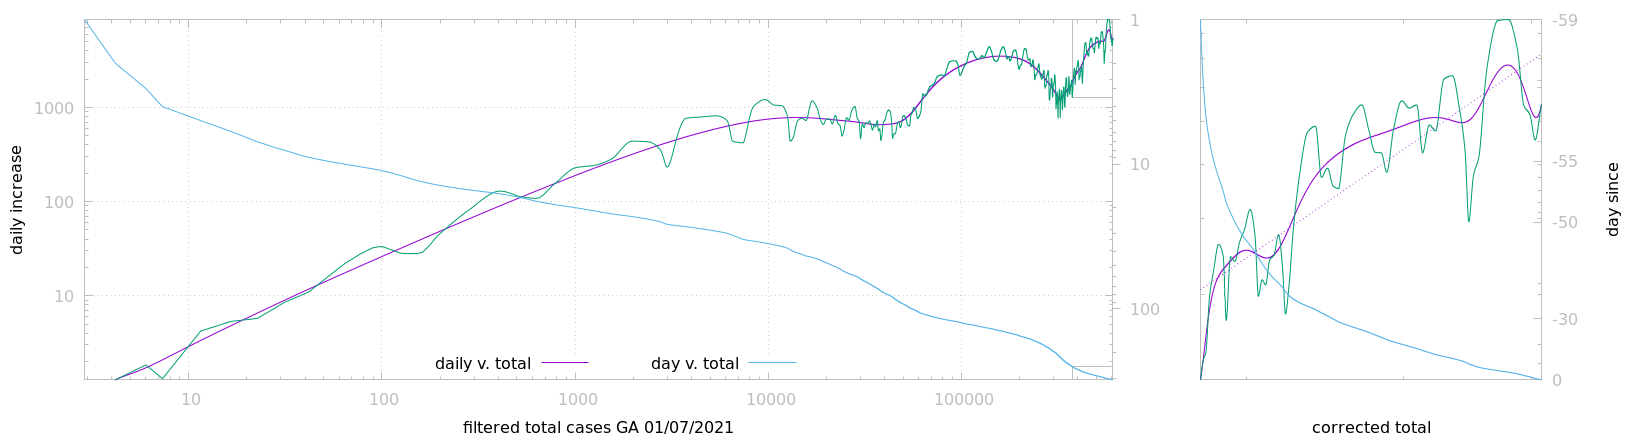 daily increase
1000
100
10
daily v. total
day v. total
10
100
1000
10000
100000
filtered total cases GA 01/07/2021
1
10
100
corrected total
-59
-55
-50
-30
0
day since